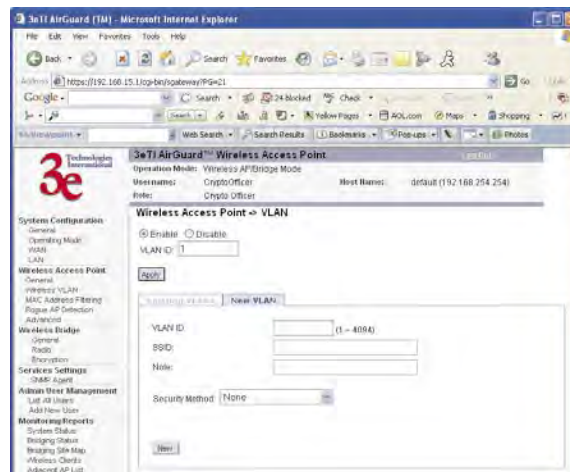 3eTI AirGuard (TM) - Microsoft Internet Explorer
File Edit View Favorites Tools Help
Back Search Favorites
Address https://192.168.15.1/cgi-bin/sgateway?PG=21 Go
Google - Search 24 blocked Check
Search Yellow Pages AOL.com Maps Shopping
Web Search Search Results Bookmarks Pop-ups Photos
3e Technologies International
3eTI AirGuard™ Wireless Access Point
Operation Mode: Wireless AP/Bridge Mode
Username: CryptoOfficer Host Name: default (192.168.254.254)
Role: Crypto Officer
System Configuration
General
Operating Mode
WAN
LAN
Wireless Access Point
General
Wireless VLAN
MAC Address Filtering
Rogue AP Detection
Advanced
Wireless Bridge
General
Radio
Encryption
Services Settings
SNMP Agent
Admin User Management
List All Users
Add New User
Monitoring/Reports
System Status
Bridging Status
Bridging Site Map
Wireless Clients
Adjacent AP List
Wireless Access Point -> VLAN
Enable Disable
VLAN ID: 1
Apply
New VLAN
VLAN ID: (1 ~ 4094)
SSID:
Note:
Security Method: None
New